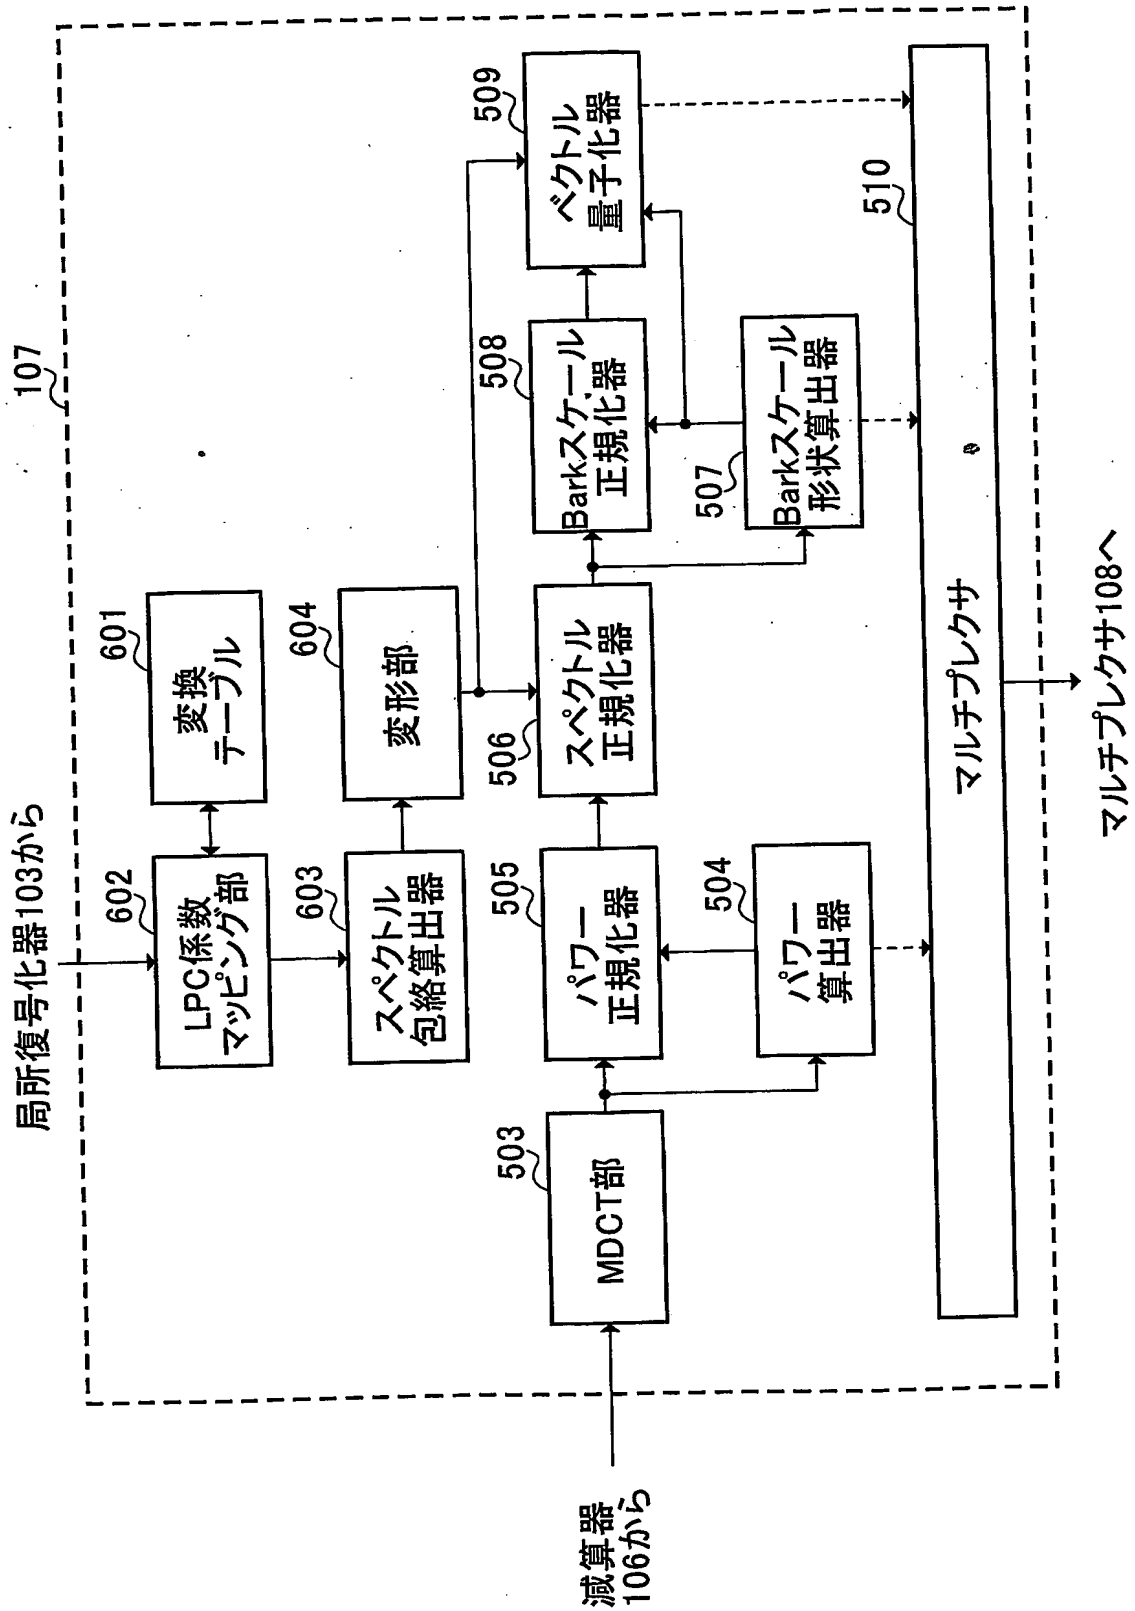 局所復号化器103から
107
602
LPC係数
マッピング部
601
変換
テーブル
603
スペクトル
包絡算出器
604
変形部
減算器
106から
503
MDCT部
505
パワー
正規化器
506
スペクトル
正規化器
508
Barkスケール
正規化器
509
ベクトル
量子化器
504
パワー
算出器
507
Barkスケール
形状算出器
510
マルチプレクサ
マルチプレクサ108へ